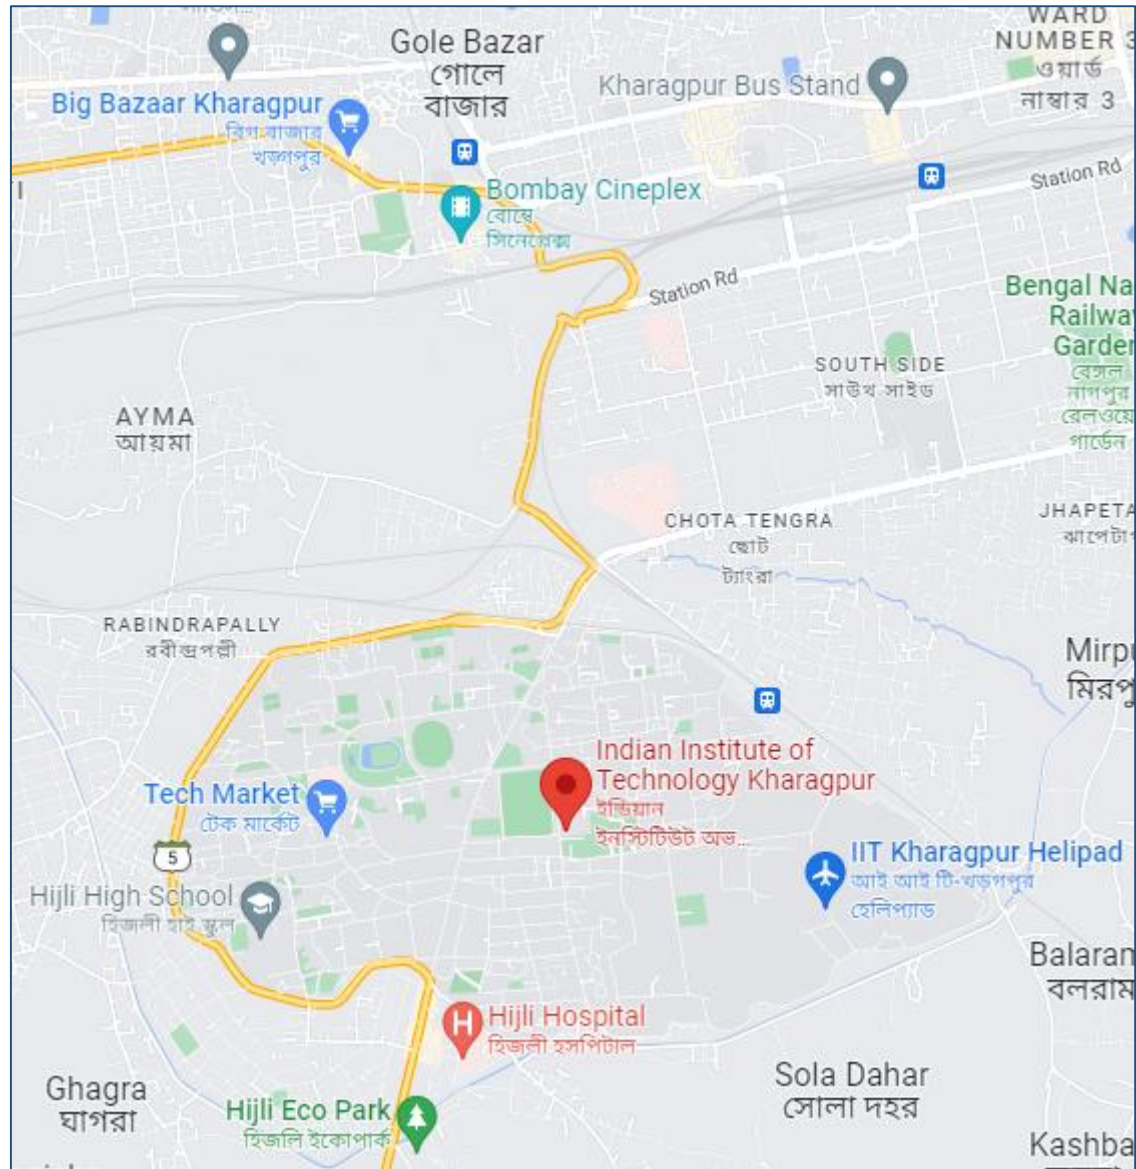 WARD
NUMBER 3
ওয়ার্ড
নাম্বার 3
Gole Bazar
গোলে
বাজার
Kharagpur Bus Stand
Big Bazaar Kharagpur
বিগ বাজার
খড়্গপুর
Station Rd
Bombay Cineplex
বোম্বে
সিনেপ্লেক্স
Station Rd
Bengal Na
Railway
Garden
বেঙ্গল
নাগপুর
রেলওয়ে
গার্ডেন
SOUTH SIDE
সাউথ সাইড
AYMA
আয়মা
CHOTA TENGRA
ছোট
ট্যাংরা
JHAPETA
ঝাপেটা
RABINDRAPALLY
রবীন্দ্রপল্লী
Mirpu
মিরপু
Indian Institute of
Technology Kharagpur
ইন্ডিয়ান
ইনস্টিটিউট অভ...
Tech Market
টেক মার্কেট
5
IIT Kharagpur Helipad
আই আই টি-খড়গপুর
হেলিপ্যাড
Hijli High School
হিজলী হাই স্কুল
Balaram
বলরাম
Hijli Hospital
হিজলী হসপিটাল
Sola Dahar
সোলা দহর
Ghagra
ঘাগরা
Hijli Eco Park
হিজলি ইকোপার্ক
Kashba